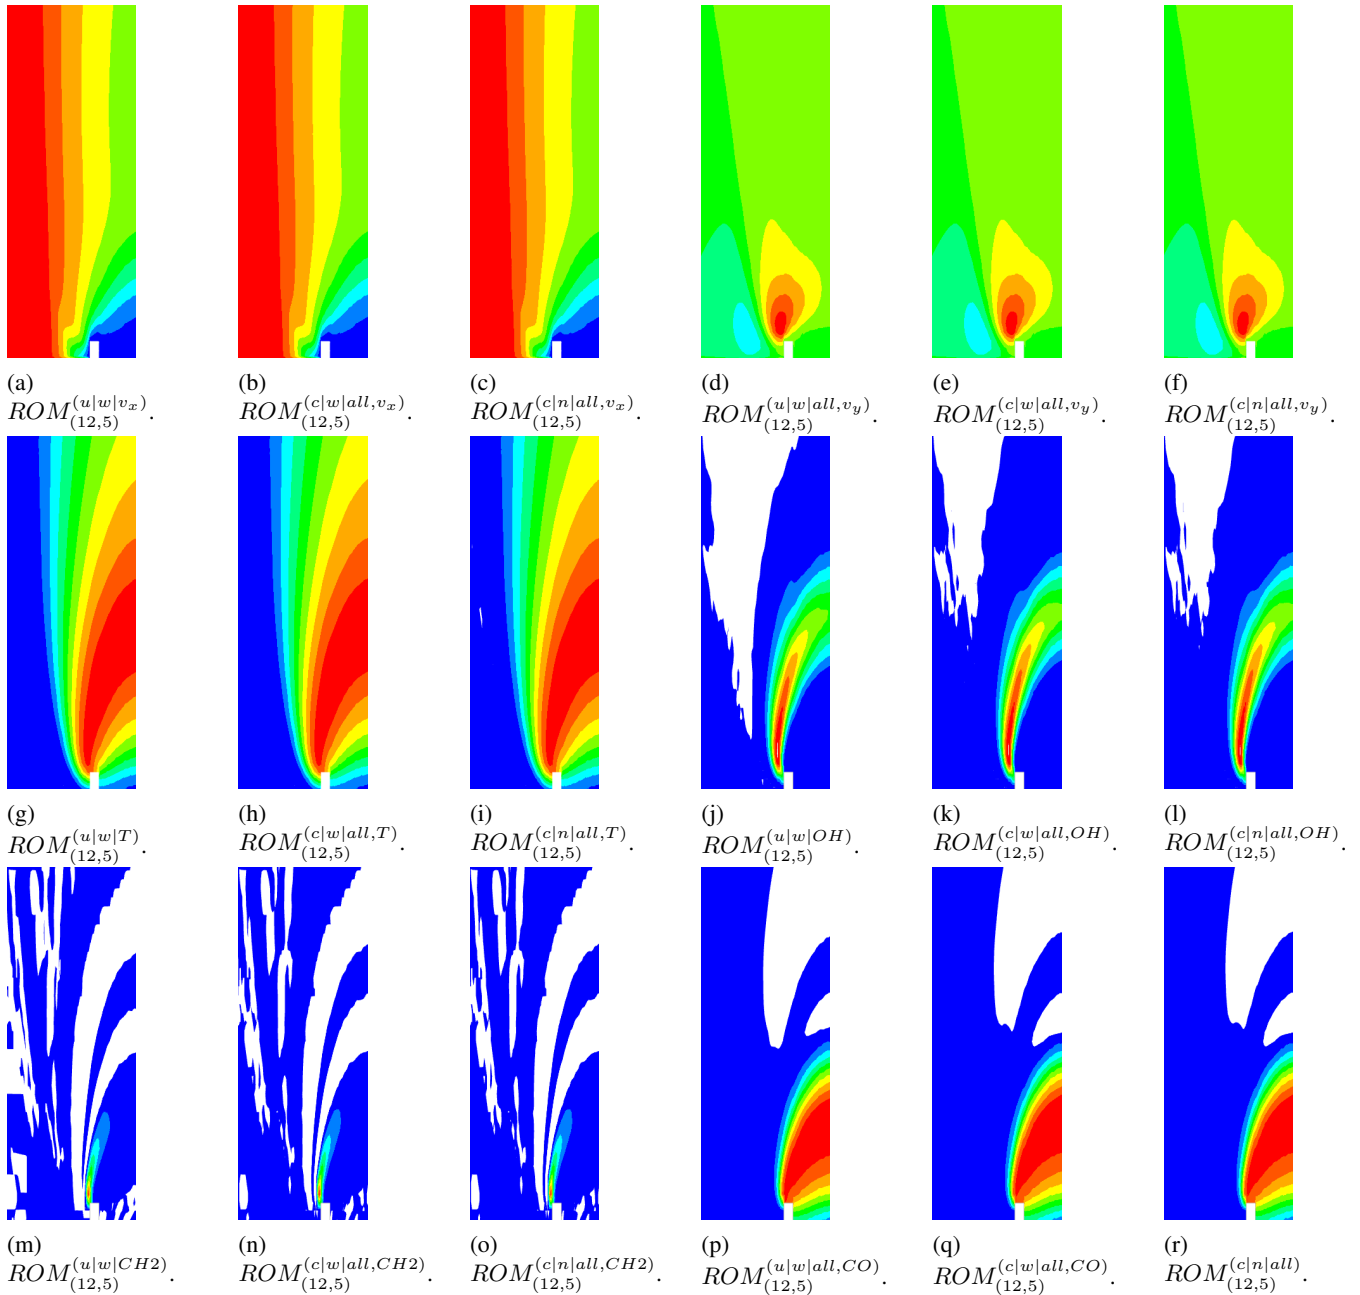 (a) (b) (c) (d) (e) (f)
$ROM_{(12,5)}^{(u|w|v_x)}.$ $ROM_{(12,5)}^{(c|w|all,v_x)}.$ $ROM_{(12,5)}^{(c|n|all,v_x)}.$ $ROM_{(12,5)}^{(u|w|all,v_y)}.$ $ROM_{(12,5)}^{(c|w|all,v_y)}.$ $ROM_{(12,5)}^{(c|n|all,v_y)}.$
(g) (h) (i) (j) (k) (l)
$ROM_{(12,5)}^{(u|w|T)}.$ $ROM_{(12,5)}^{(c|w|all,T)}.$ $ROM_{(12,5)}^{(c|n|all,T)}.$ $ROM_{(12,5)}^{(u|w|OH)}.$ $ROM_{(12,5)}^{(c|w|all,OH)}.$ $ROM_{(12,5)}^{(c|n|all,OH)}.$
(m) (n) (o) (p) (q) (r)
$ROM_{(12,5)}^{(u|w|CH2)}.$ $ROM_{(12,5)}^{(c|w|all,CH2)}.$ $ROM_{(12,5)}^{(c|n|all,CH2)}.$ $ROM_{(12,5)}^{(u|w|all,CO)}.$ $ROM_{(12,5)}^{(c|w|all,CO)}.$ $ROM_{(12,5)}^{(c|n|all)}.$